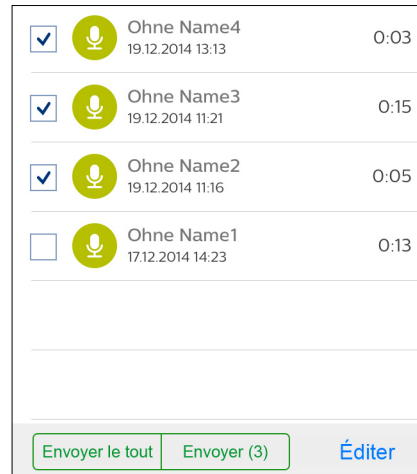 Ohne Name4
19.12.2014 13:13
0:03
Ohne Name3
19.12.2014 11:21
0:15
Ohne Name2
19.12.2014 11:16
0:05
Ohne Name1
17.12.2014 14:23
0:13
Envoyer le tout
Envoyer (3)
Éditer